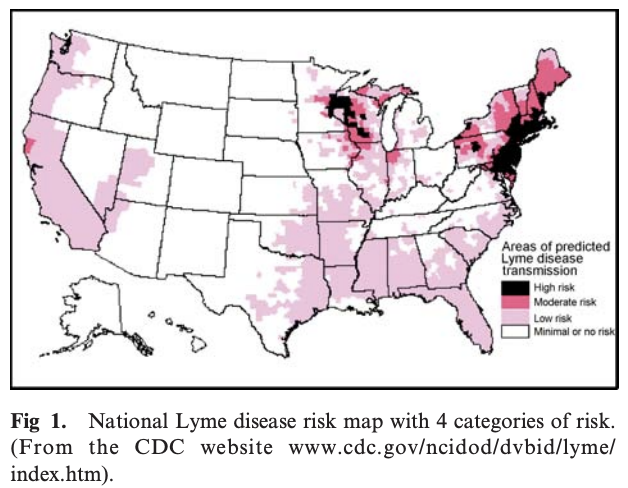 Areas of predicted
Lyme disease
transmission
High risk
Moderate risk
Low risk
Minimal or no risk
Fig 1. National Lyme disease risk map with 4 categories of risk.
(From the CDC website www.cdc.gov/ncidod/dvbid/lyme/
index.htm).